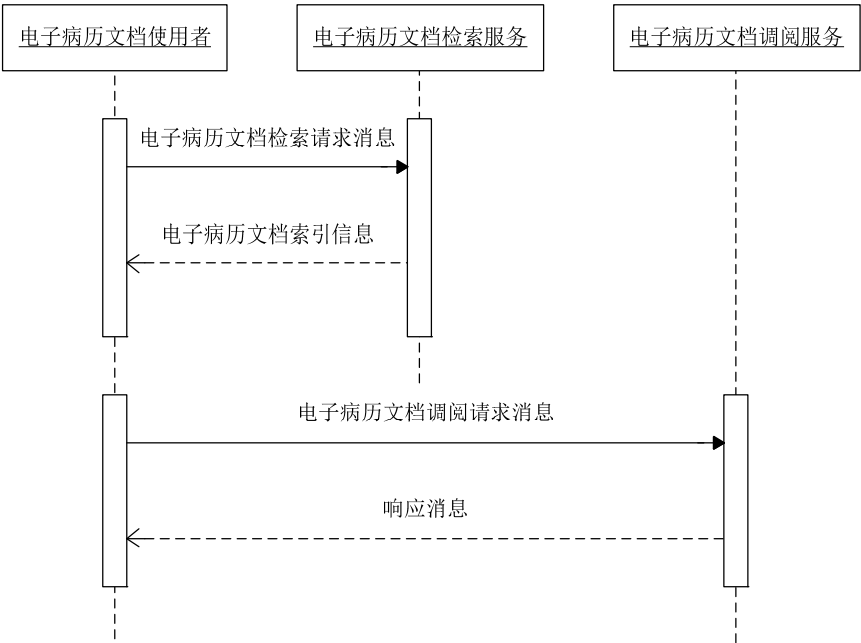 电子病历文档使用者
电子病历文档检索服务
电子病历文档调阅服务
电子病历文档检索请求消息
电子病历文档索引信息
电子病历文档调阅请求消息
响应消息